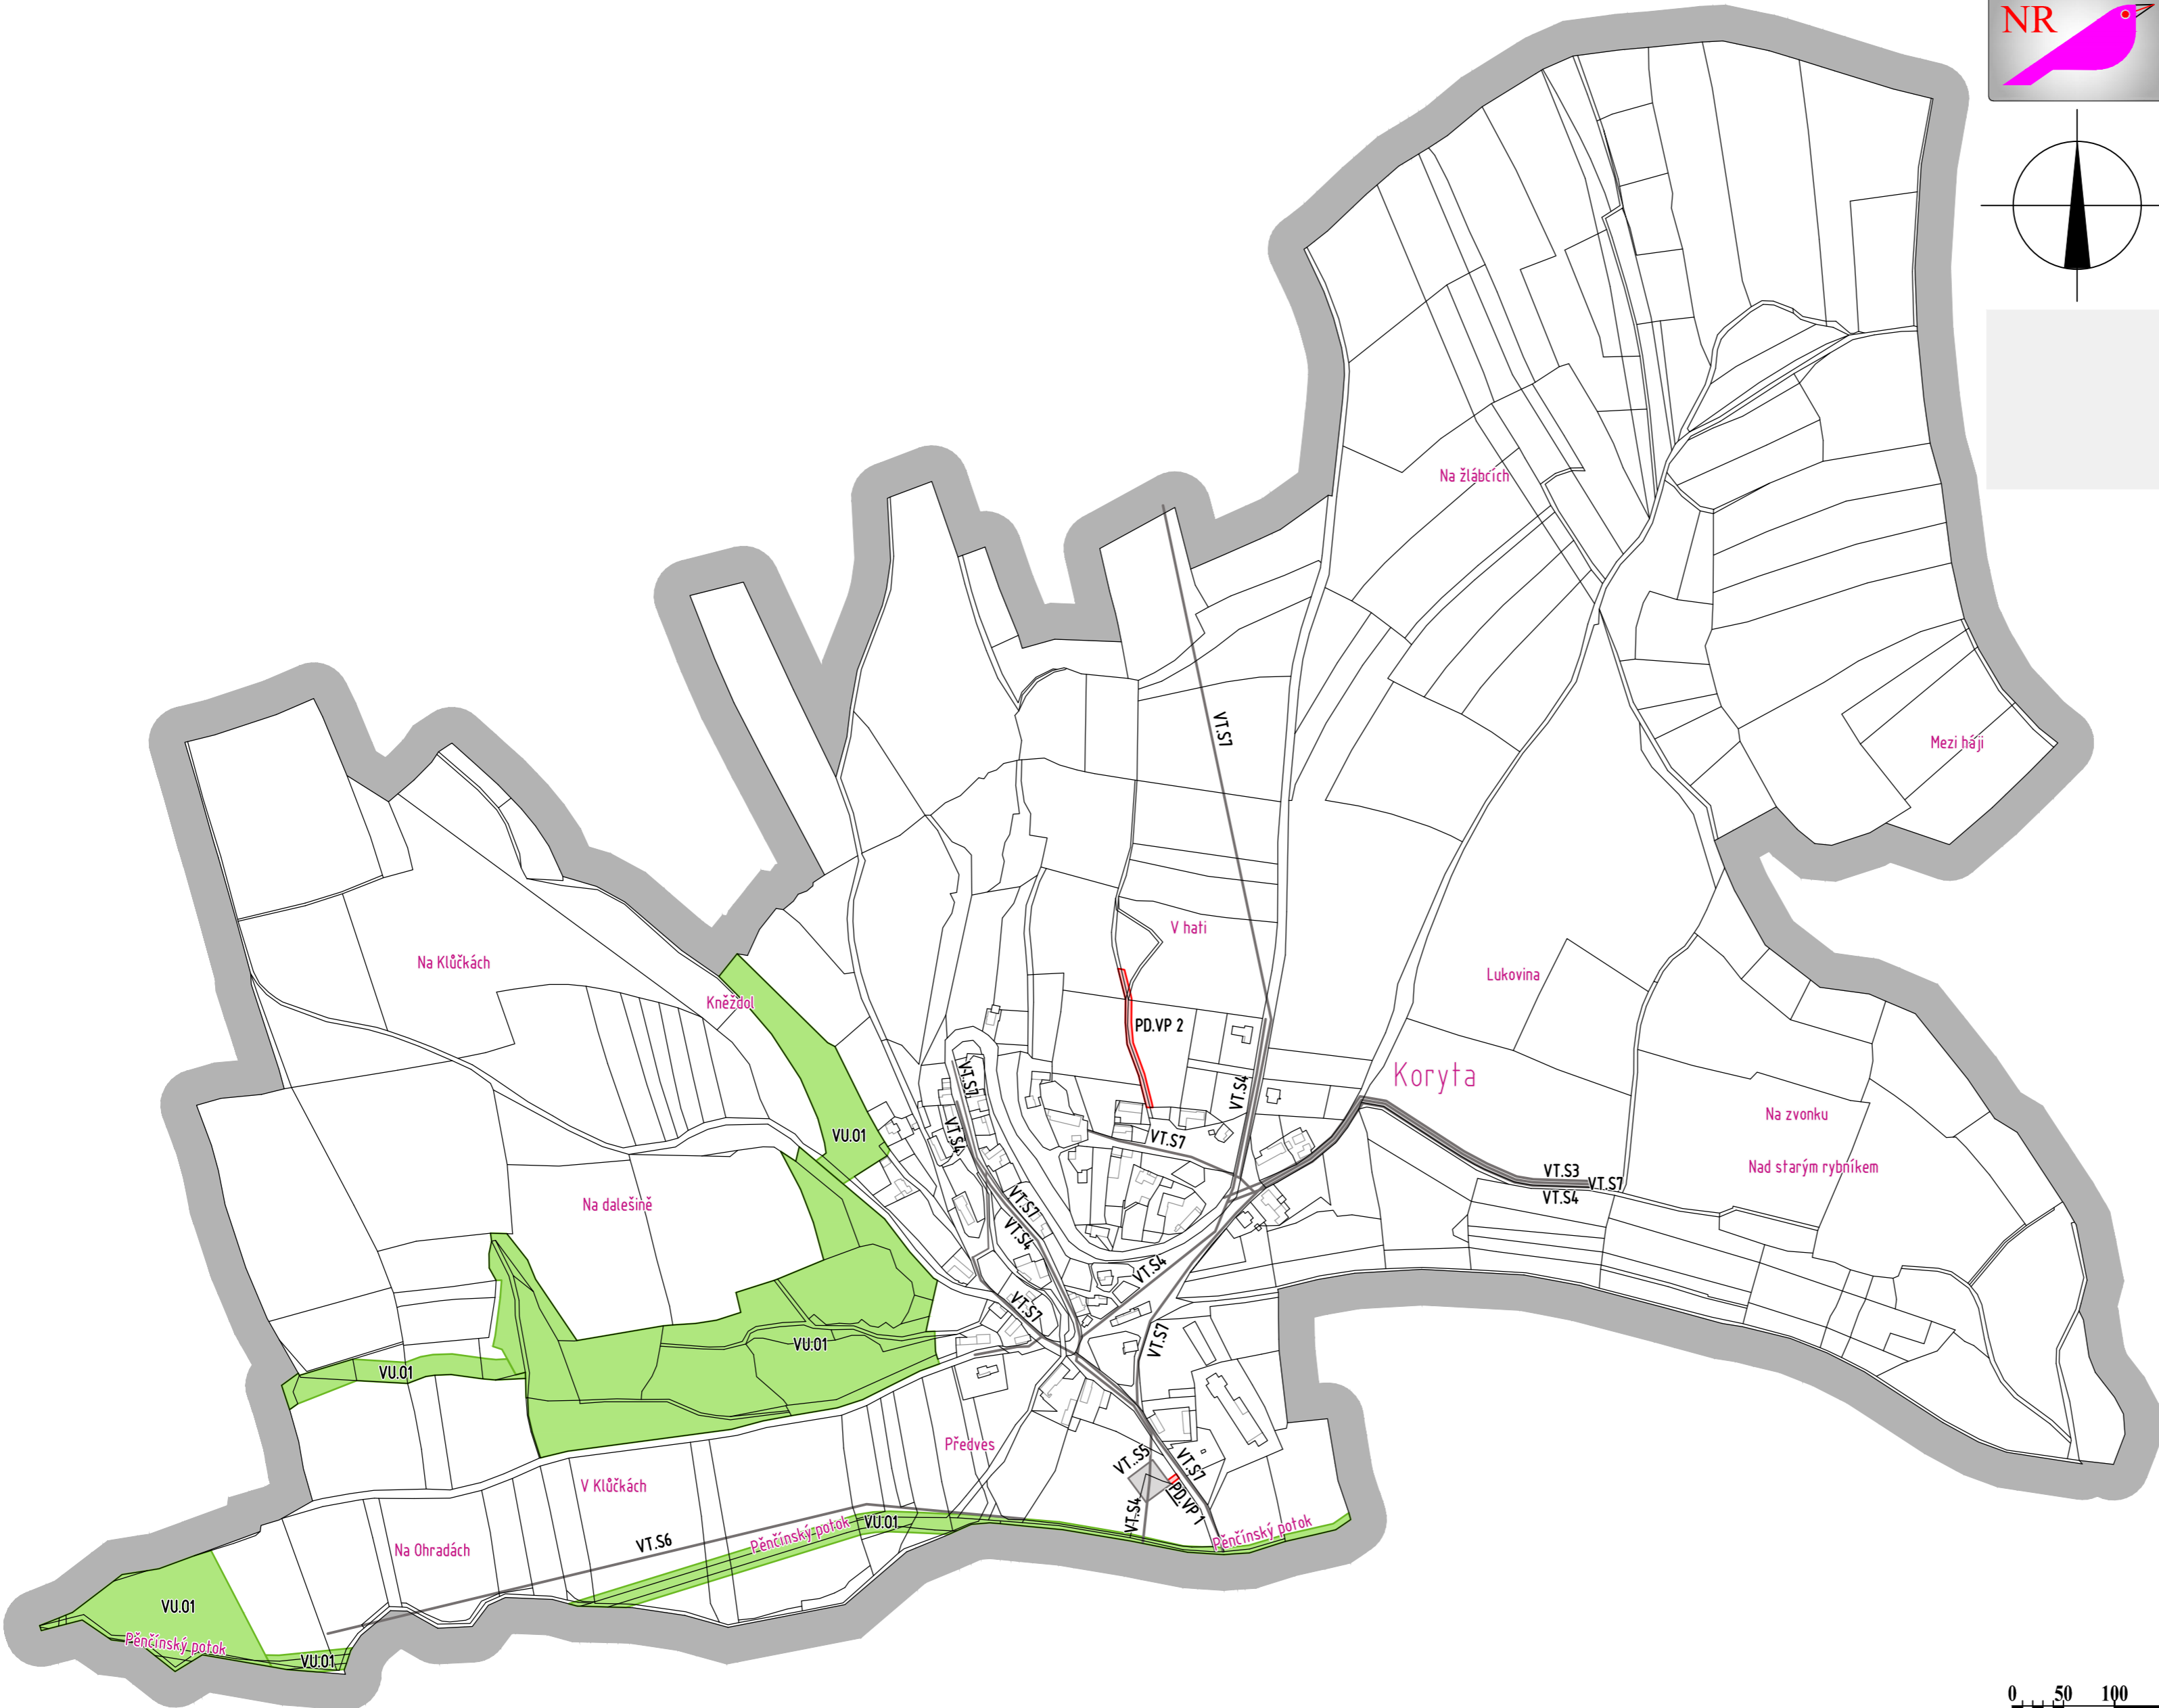 NR
Na žlábcích
VT.S7
Mezi háji
V hati
Na Klůčkách
Lukovina
Kněždol
PD.VP 2
Koryta
VT.S7
VT.S4
Na zvonku
VT.S4
VU.01
VT.S7
Nad starým rybníkem
VT.S3
VT.S7
VT.S4
Na dalešině
VT.S7
VT.S4
VT.S4
VT.S7
VT.S7
VU.01
VU.01
Předves
VT..S5
VT.S7
V Klůčkách
PD.VP 1
VT.S4
VU.01
Pěnčínský potok
Pěnčínský potok
VT.S6
Na Ohradách
VU.01
Pěnčínský potok
VU.01
0 50 100